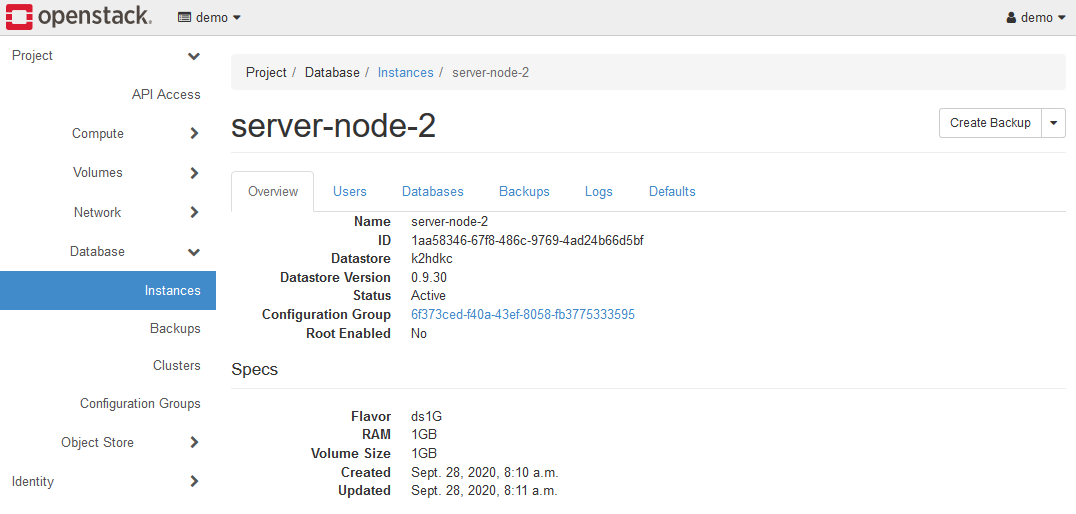 openstack. demo demo
Project
API Access
Compute
Volumes
Network
Database
Instances
Backups
Clusters
Configuration Groups
Object Store
Identity
Project / Database / Instances / server-node-2
server-node-2
Create Backup
Overview Users Databases Backups Logs Defaults
Name server-node-2
ID 1aa58346-67f8-486c-9769-4ad24b66d5bf
Datastore k2hdkc
Datastore Version 0.9.30
Status Active
Configuration Group 6f373ced-f40a-43ef-8058-fb3775333595
Root Enabled No
Specs
Flavor ds1G
RAM 1GB
Volume Size 1GB
Created Sept. 28, 2020, 8:10 a.m.
Updated Sept. 28, 2020, 8:11 a.m.